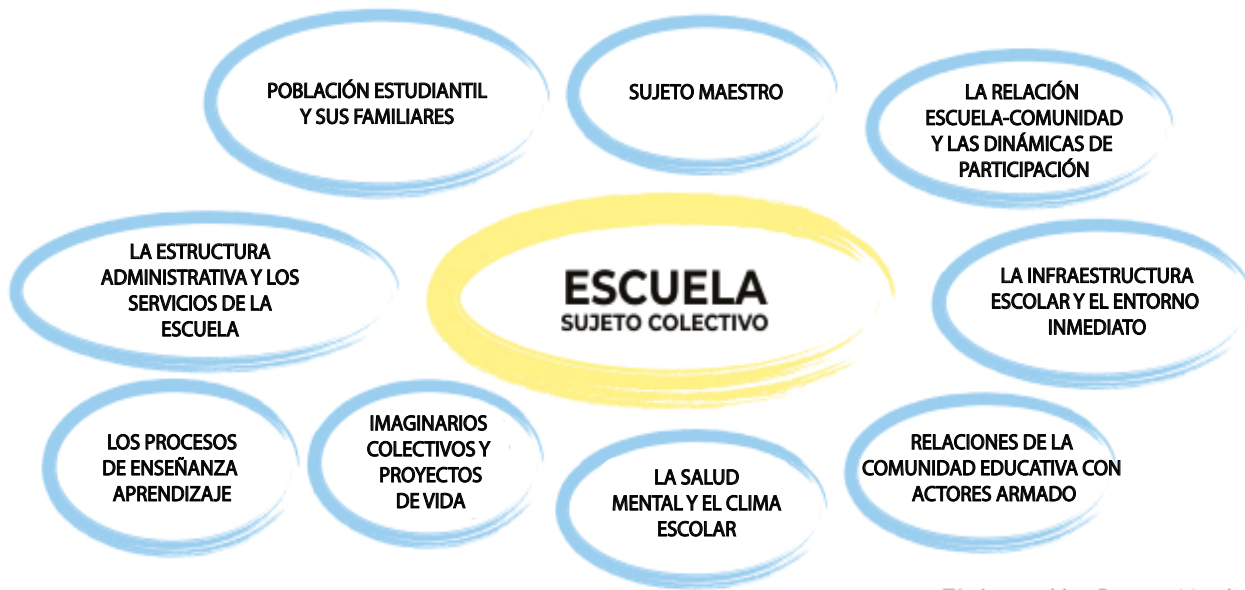 POBLACIÓN ESTUDIANTIL
Y SUS FAMILIARES
SUJETO MAESTRO
LA RELACIÓN
ESCUELA-COMUNIDAD
Y LAS DINÁMICAS DE
PARTICIPACIÓN
LA ESTRUCTURA
ADMINISTRATIVA Y LOS
SERVICIOS DE LA
ESCUELA
ESCUELA
SUJETO COLECTIVO
LA INFRAESTRUCTURA
ESCOLAR Y EL ENTORNO
INMEDIATO
LOS PROCESOS
DE ENSEÑANZA
APRENDIZAJE
IMAGINARIOS
COLECTIVOS Y
PROYECTOS
DE VIDA
LA SALUD
MENTAL Y EL CLIMA
ESCOLAR
RELACIONES DE LA
COMUNIDAD EDUCATIVA CON
ACTORES ARMADO